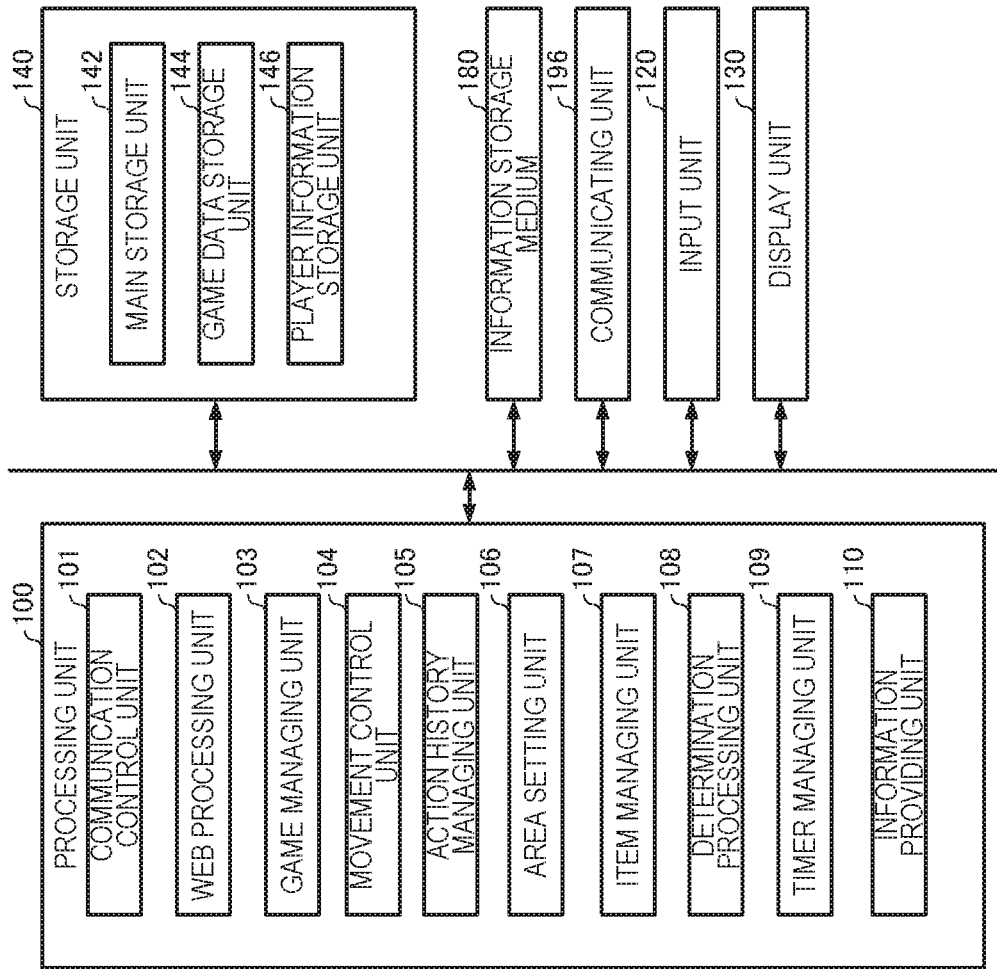 100
PROCESSING UNIT
101
COMMUNICATION
CONTROL UNIT
102
WEB PROCESSING UNIT
103
GAME MANAGING UNIT
104
MOVEMENT CONTROL
UNIT
105
ACTION HISTORY
MANAGING UNIT
106
AREA SETTING UNIT
107
ITEM MANAGING UNIT
108
DETERMINATION
PROCESSING UNIT
109
TIMER MANAGING UNIT
110
INFORMATION
PROVIDING UNIT
140
STORAGE UNIT
142
MAIN STORAGE UNIT
144
GAME DATA STORAGE
UNIT
146
PLAYER INFORMATION
STORAGE UNIT
180
INFORMATION STORAGE
MEDIUM
196
COMMUNICATING UNIT
120
INPUT UNIT
130
DISPLAY UNIT